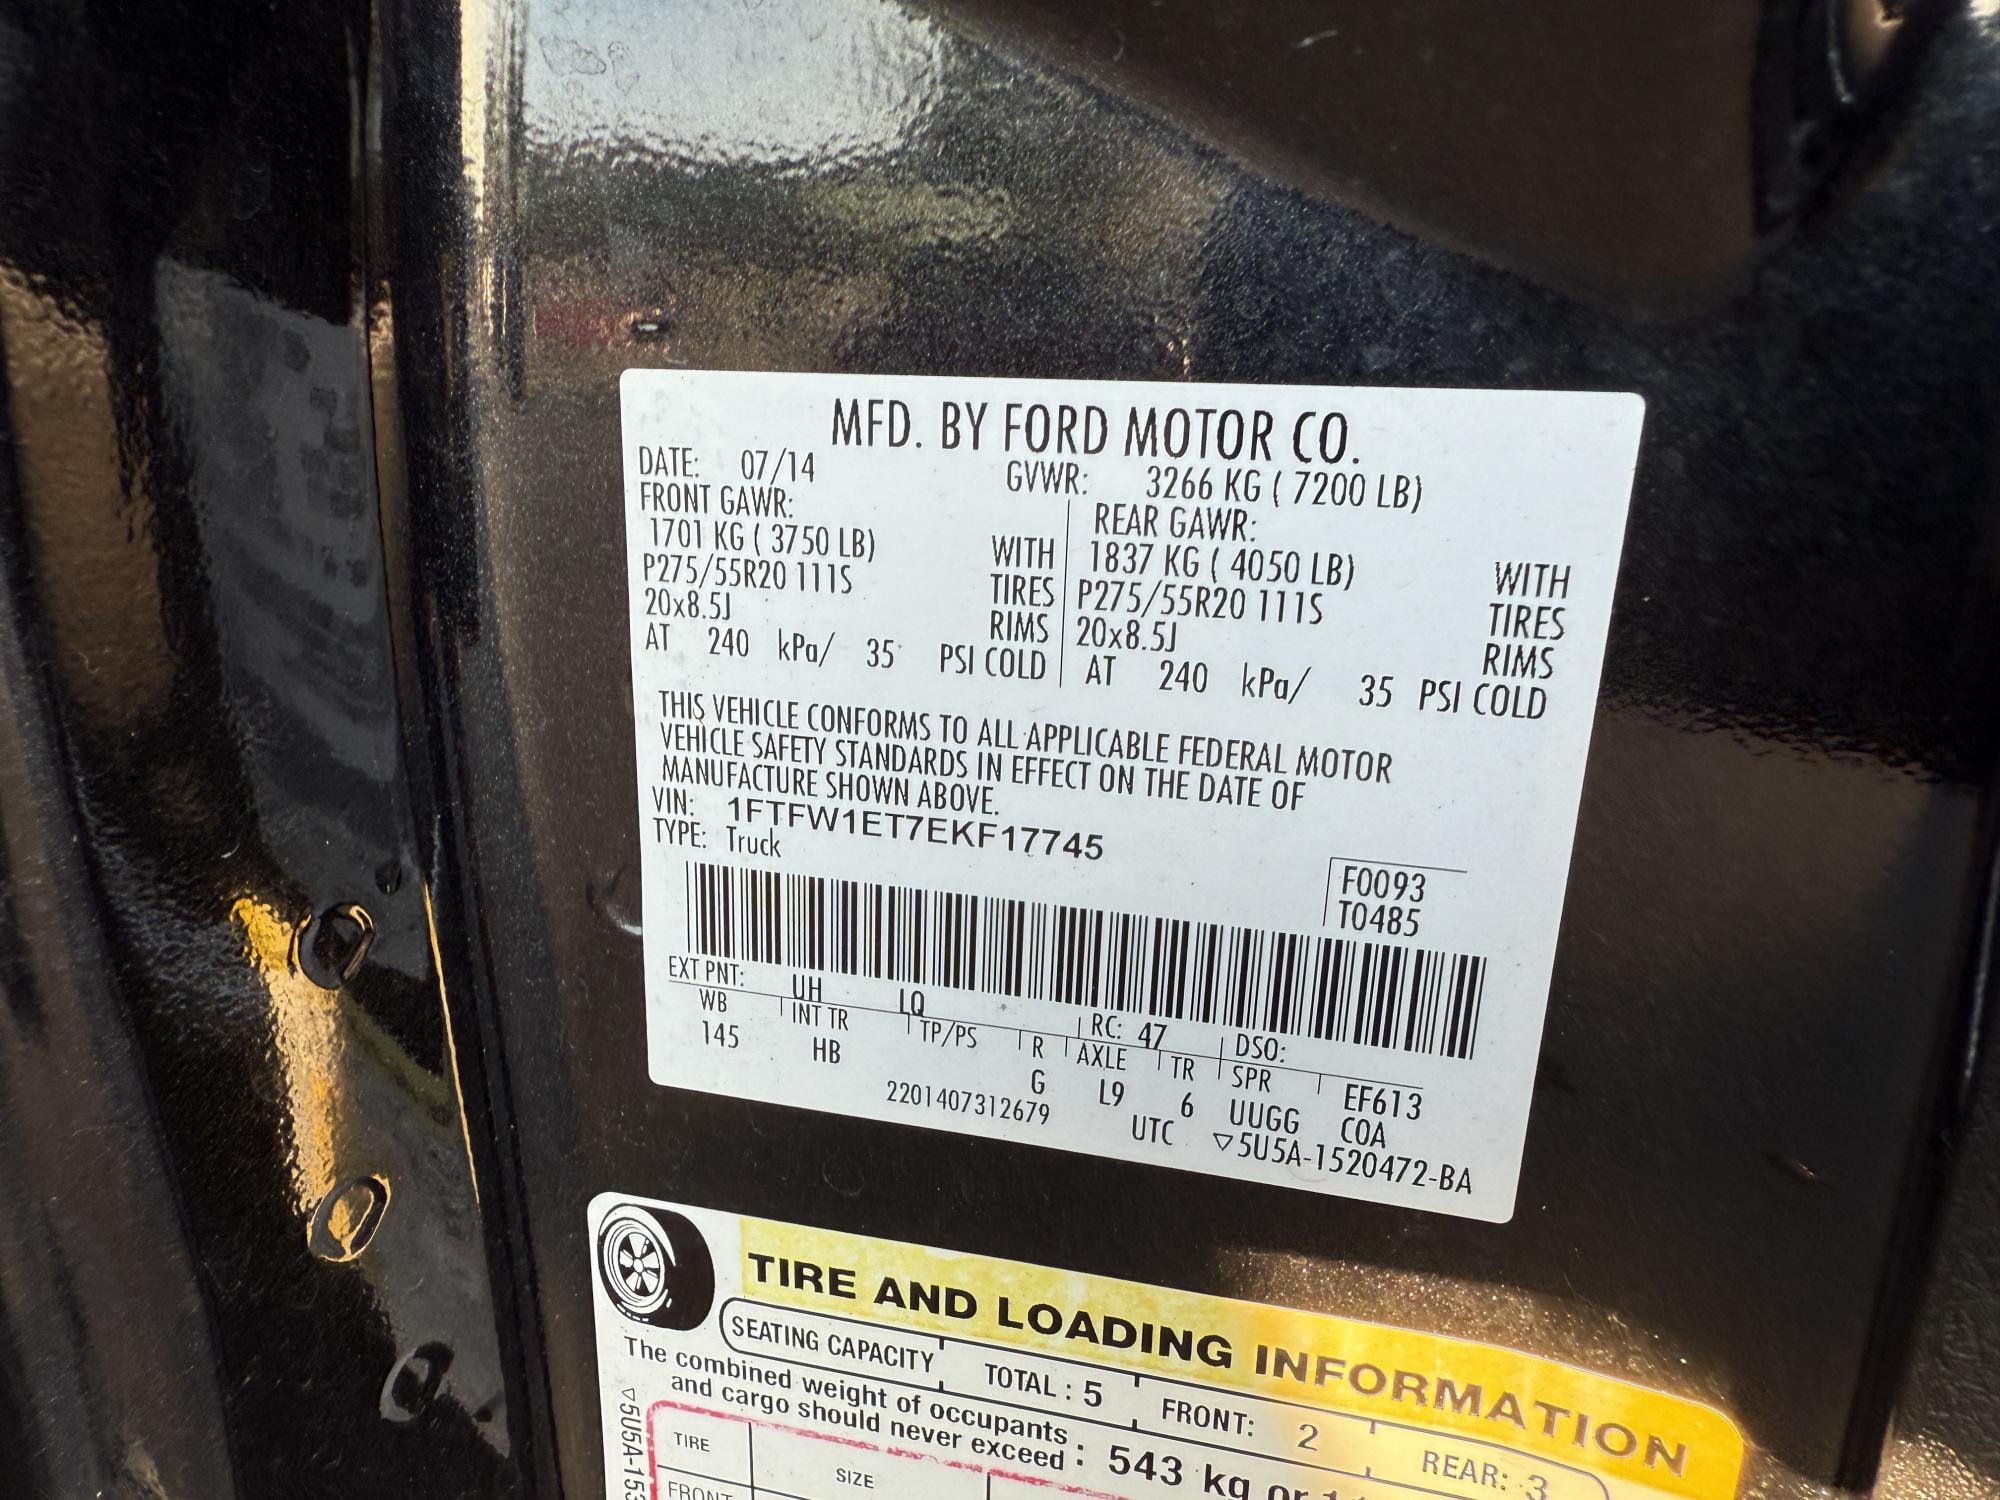 MFD. BY FORD MOTOR CO.
DATE: 07/14 GVWR: 3266 KG ( 7200 LB)
FRONT GAWR: REAR GAWR:
1701 KG ( 3750 LB) WITH 1837 KG ( 4050 LB) WITH
P275/55R20 111S TIRES P275/55R20 111S TIRES
20x8.5J RIMS 20x8.5J RIMS
AT 240 kPa/ 35 PSI COLD AT 240 kPa/ 35 PSI COLD
THIS VEHICLE CONFORMS TO ALL APPLICABLE FEDERAL MOTOR
VEHICLE SAFETY STANDARDS IN EFFECT ON THE DATE OF
MANUFACTURE SHOWN ABOVE.
VIN: 1FTFW1ET7EKF17745
TYPE: Truck
F0093
T0485
EXT PNT: UH LQ RC: 47 DSO:
WB INT TR TP/PS R AXLE TR SPR EF613
145 HB G L9 6 UUGG COA
2201407312679 UTC ▽5U5A-1520472-BA
TIRE AND LOADING INFORMATION
SEATING CAPACITY TOTAL : 5 FRONT: 2 REAR: 3
The combined weight of occupants
and cargo should never exceed : 543 kg or
TIRE SIZE
FRONT
▽5U5A-153